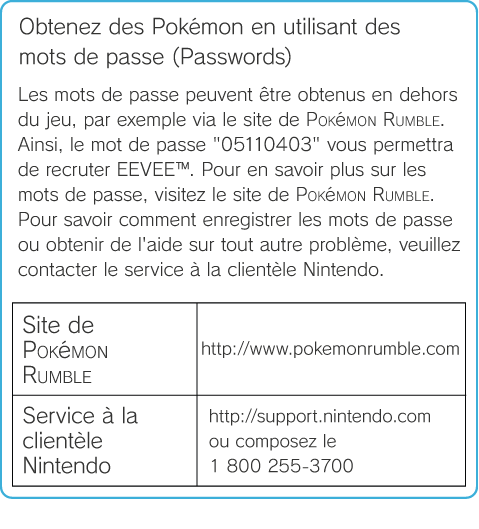 Obtenez des Pokémon en utilisant des
mots de passe (Passwords)
Les mots de passe peuvent être obtenus en dehors
du jeu, par exemple via le site de POKéMON RUMBLE.
Ainsi, le mot de passe "05110403" vous permettra
de recruter EEVEE™. Pour en savoir plus sur les
mots de passe, visitez le site de POKéMON RUMBLE.
Pour savoir comment enregistrer les mots de passe
ou obtenir de l'aide sur tout autre problème, veuillez
contacter le service à la clientèle Nintendo.
Site de
POKéMON
RUMBLE
http://www.pokemonrumble.com
Service à la
clientèle
Nintendo
http://support.nintendo.com
ou composez le
1 800 255-3700